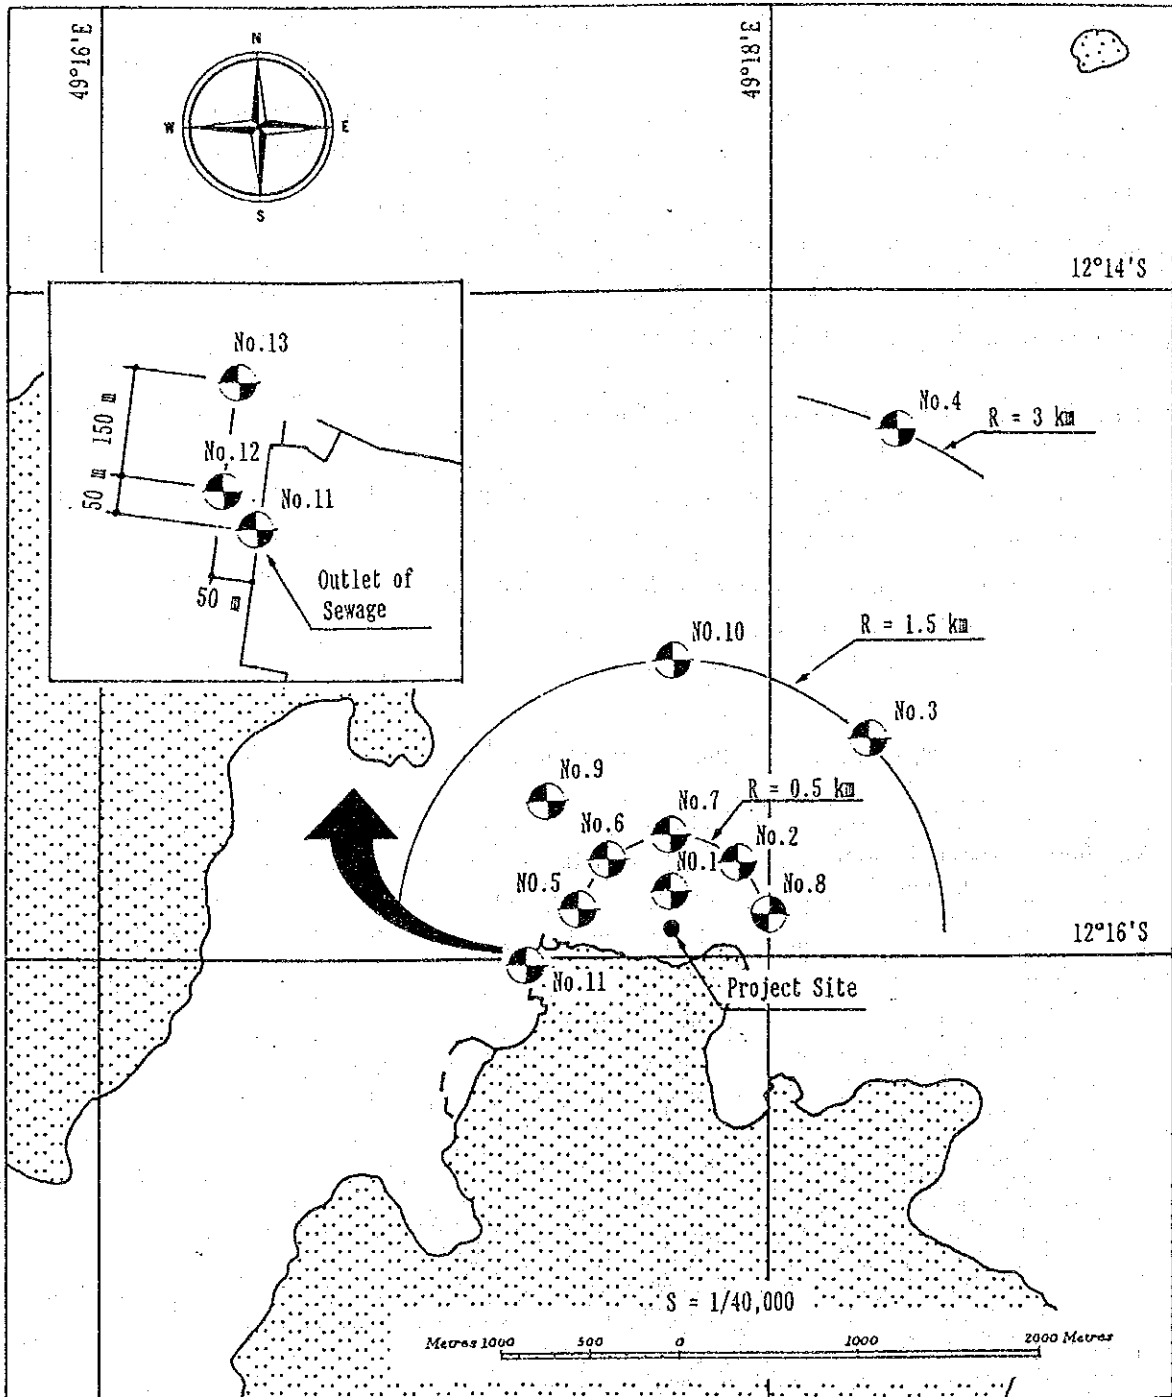 49°16'E
49°18'E
N
W
E
S
12°14'S
No.13
150 m
No.12
50 m
No.11
Outlet of
Sewage
50 m
No.4
R = 3 km
R = 1.5 km
NO.10
No.3
No.9
R = 0.5 km
No.7
No.6
No.2
NO.1
NO.5
No.8
12°16'S
No.11
Project Site
S = 1/40,000
Metres 1000 500 0 1000 2000 Metres